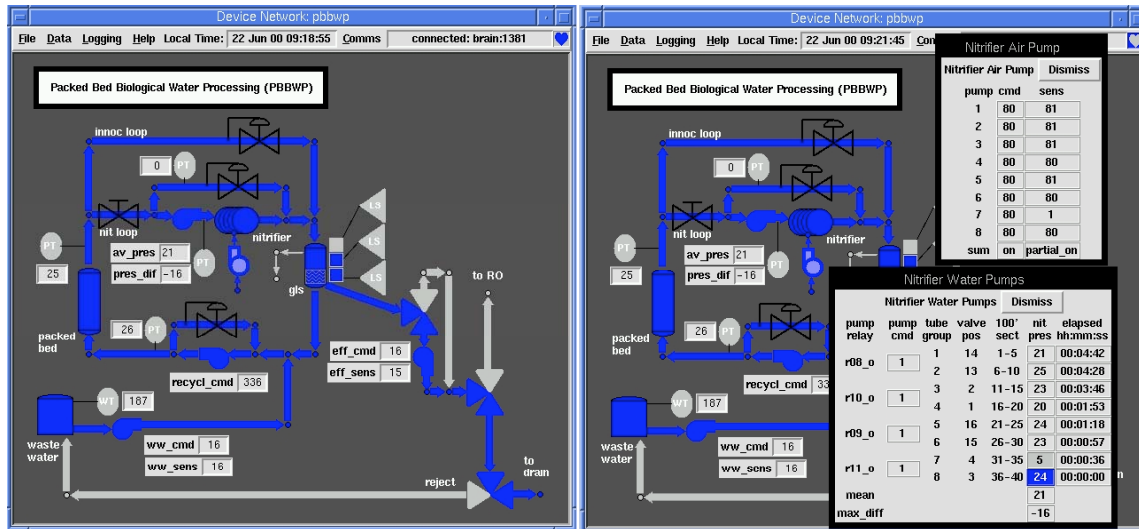 Device Network: pbbwp
File Data Logging Help Local Time: 22 Jun 00 09:18:55 Comms connected: brain:1381
Packed Bed Biological Water Processing (PBBWP)
innoc loop
0 PT
nit loop
nitrifier
LS
LS
LS
PT
25
av_pres 21
pres_dif -16
PT
gls
to RO
packed
bed
26 PT
eff_cmd 16
eff_sens 15
recycl_cmd 336
WT 187
waste
water
ww_cmd 16
ww_sens 16
reject
to
drain
Device Network: pbbwp
File Data Logging Help Local Time: 22 Jun 00 09:21:45
Packed Bed Biological Water Processing (PBBWP)
innoc loop
0 PT
nit loop
nitrifier
PT
25
av_pres 21
pres_dif -16
PT
packed
bed
26 PT
recycl_cmd
WT 187
waste
water
ww_cmd 16
ww_sens 16
Nitrifier Air Pump
Nitrifier Air Pump Dismiss
pump cmd sens
1 80 81
2 80 81
3 80 81
4 80 80
5 80 81
6 80 80
7 80 1
8 80 80
sum on partial_on
Nitrifier Water Pumps
Nitrifier Water Pumps Dismiss
pump pump tube valve 100' nit elapsed
relay cmd group pos sect pres hh:mm:ss
r08_o 1
1 14 1-5 21 00:04:42
2 13 6-10 25 00:04:28
r10_o 1
3 2 11-15 23 00:03:46
4 1 16-20 20 00:01:53
r09_o 1
5 16 21-25 24 00:01:18
6 15 26-30 23 00:00:57
r11_o 1
7 4 31-35 5 00:00:36
8 3 36-40 24 00:00:00
mean 21
max_diff -16